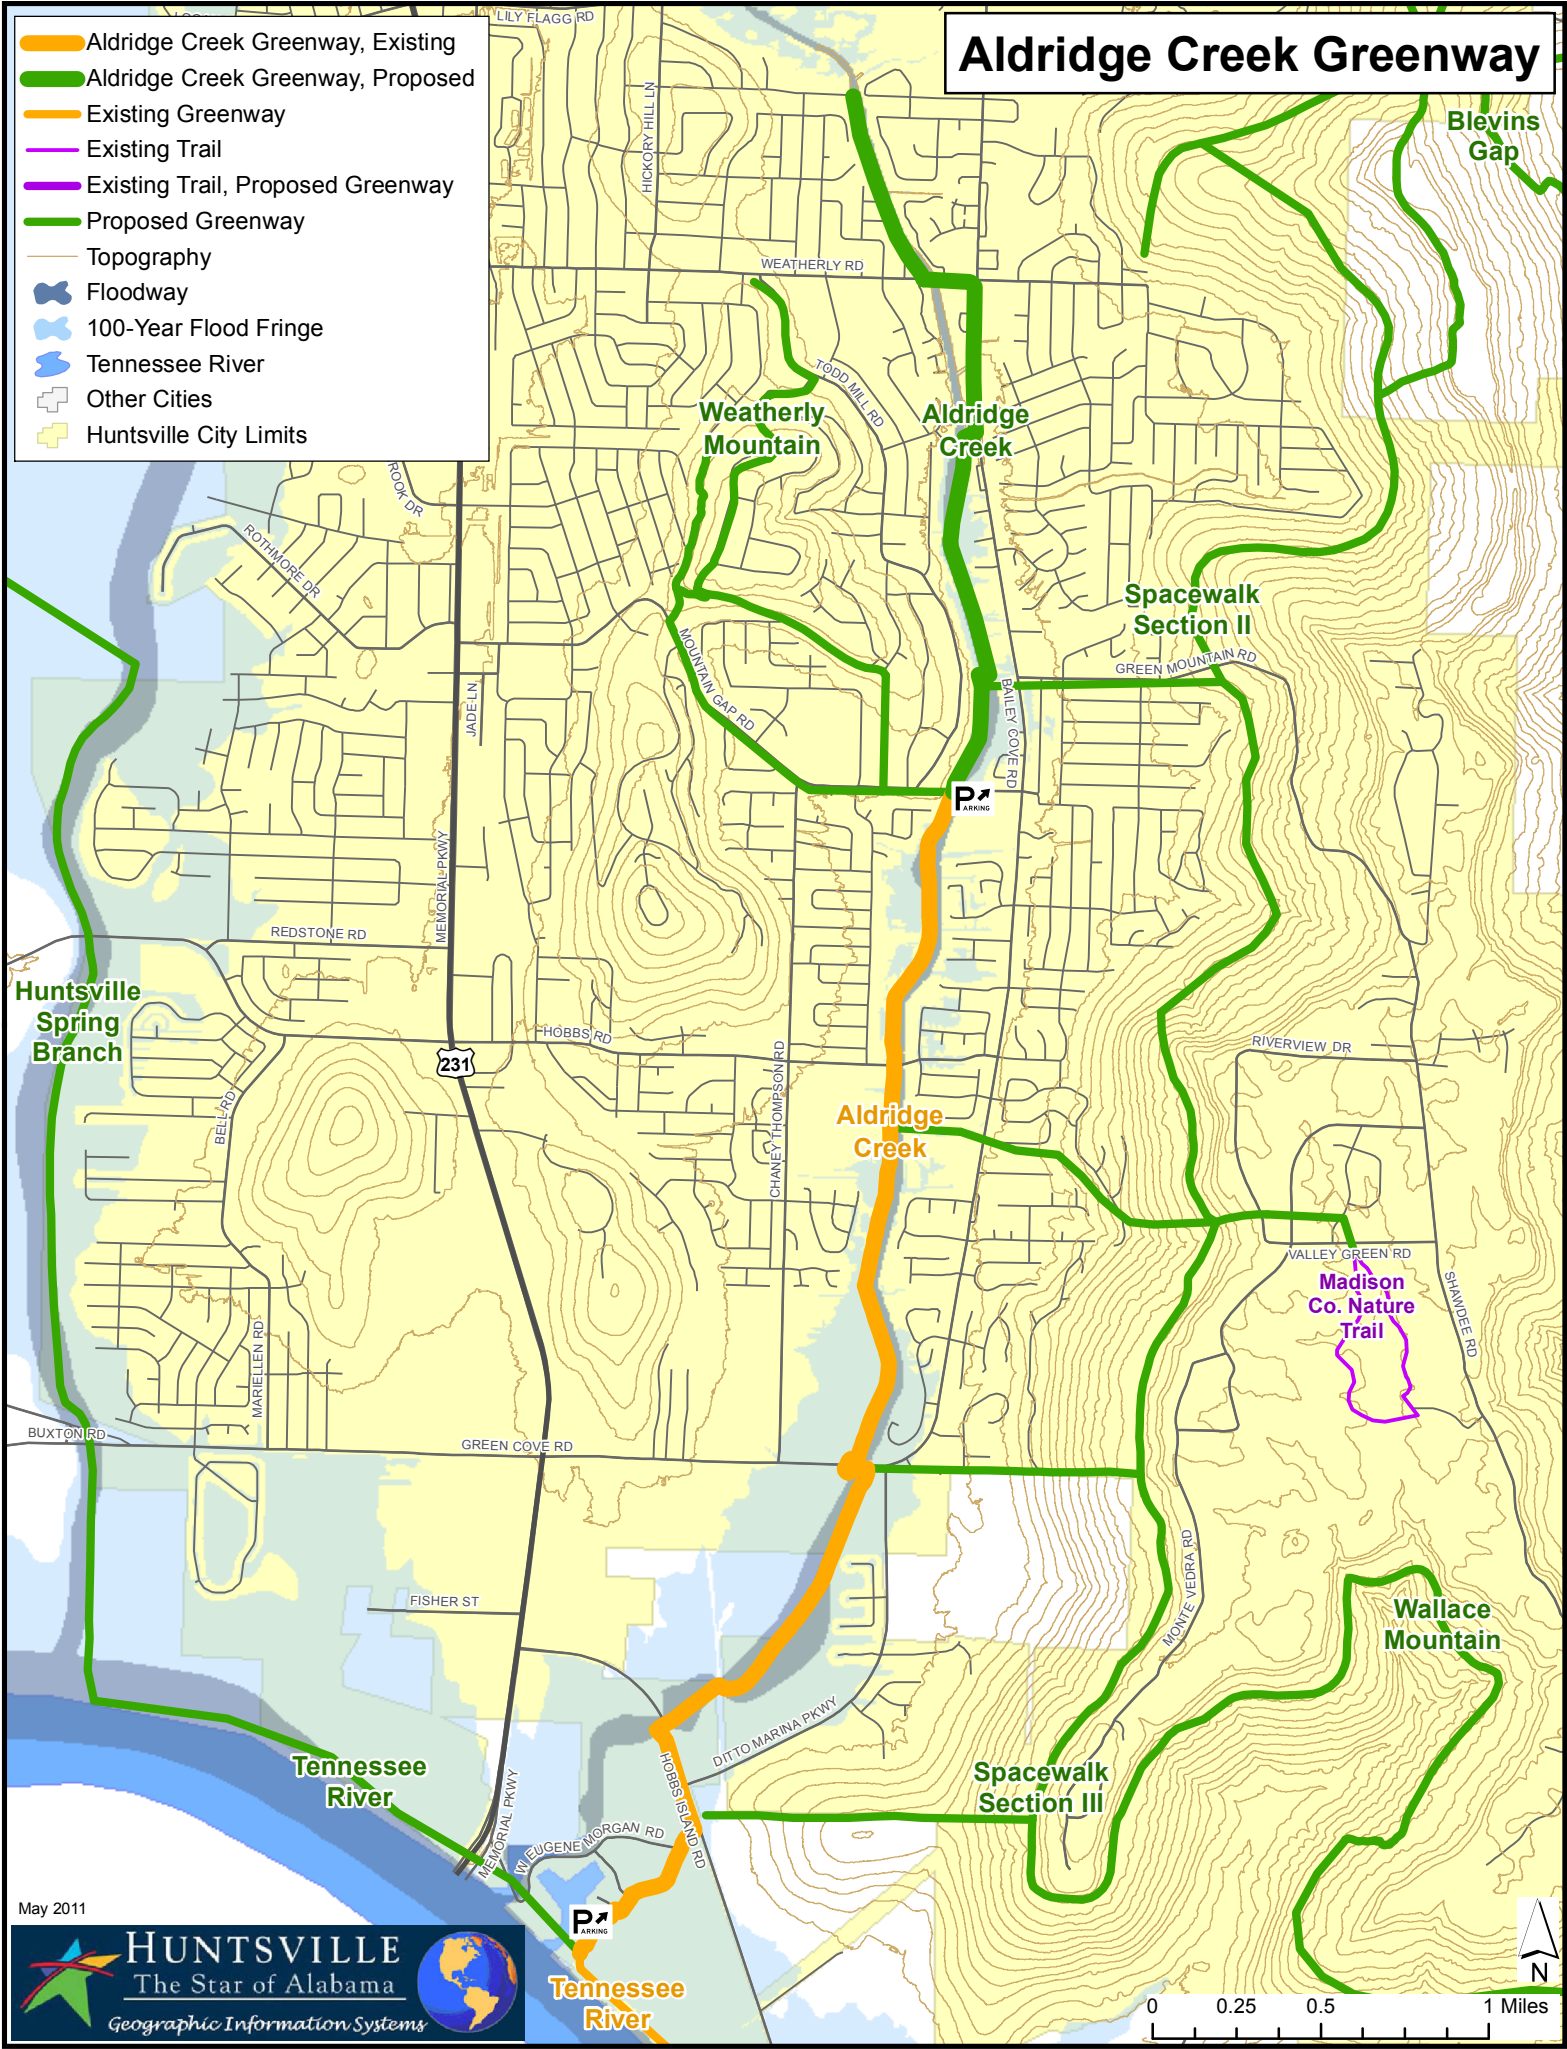 Aldridge Creek Greenway
Aldridge Creek Greenway, Existing
Aldridge Creek Greenway, Proposed
Existing Greenway
Existing Trail
Existing Trail, Proposed Greenway
Proposed Greenway
Topography
Floodway
100-Year Flood Fringe
Tennessee River
Other Cities
Huntsville City Limits
LILY FLAGG RD
HICKORY HILL LN
Blevins
Gap
WEATHERLY RD
TODD MILL RD
Weatherly
Mountain
Aldridge
Creek
ROOK DR
ROTHMORE DR
Spacewalk
Section II
GREEN MOUNTAIN RD
MOUNTAIN GAP RD
JADE LN
BAILEY COVE RD
P
ARKING
MEMORIAL PKWY
REDSTONE RD
Huntsville
Spring
Branch
HOBBS RD
231
CHANEY THOMPSON RD
RIVERVIEW DR
BELL RD
Aldridge
Creek
VALLEY GREEN RD
Madison
Co. Nature
Trail
SHAWDEE RD
MARIELLEN RD
BUXTON RD
GREEN COVE RD
MONTE VEDRA RD
FISHER ST
Wallace
Mountain
DITTO MARINA PKWY
HOBBS ISLAND RD
Tennessee
River
Spacewalk
Section III
MEMORIAL PKWY
W EUGENE MORGAN RD
P
ARKING
Tennessee
River
May 2011
HUNTSVILLE
The Star of Alabama
Geographic Information Systems
N
0 0.25 0.5 1 Miles